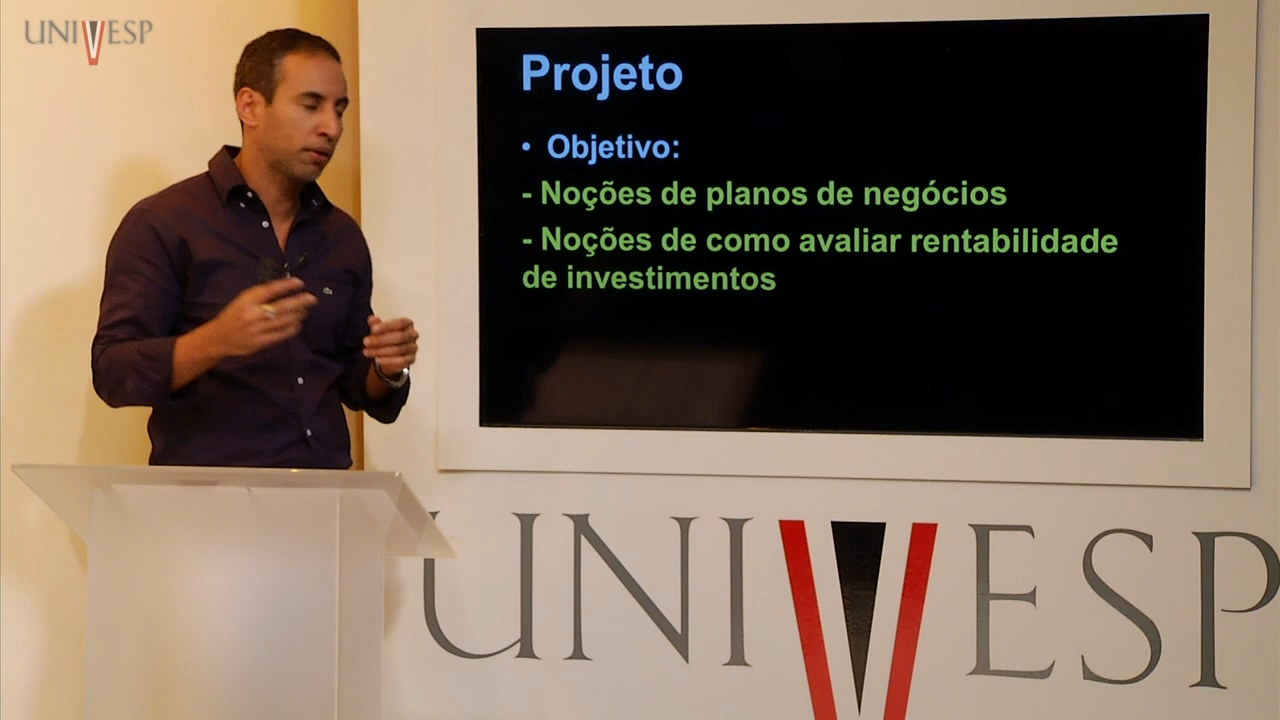 UNIVESP
Projeto
• Objetivo:
- Noções de planos de negócios
- Noções de como avaliar rentabilidade
de investimentos
UNIVESP